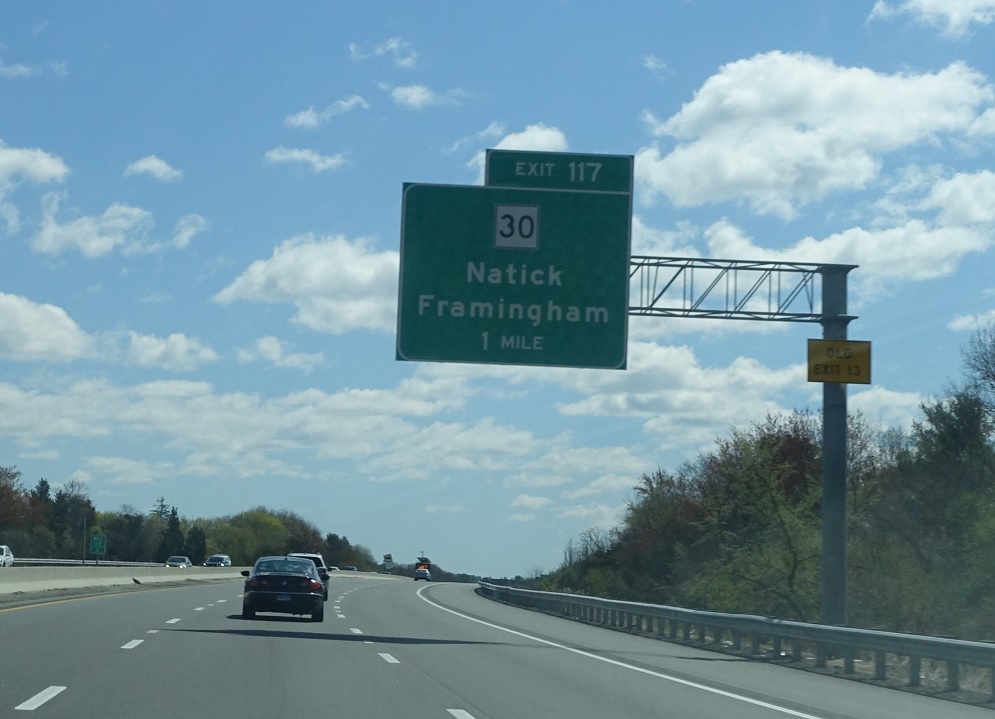 EXIT 117
30
Natick
Framingham
1 MILE
OLD
EXIT 13